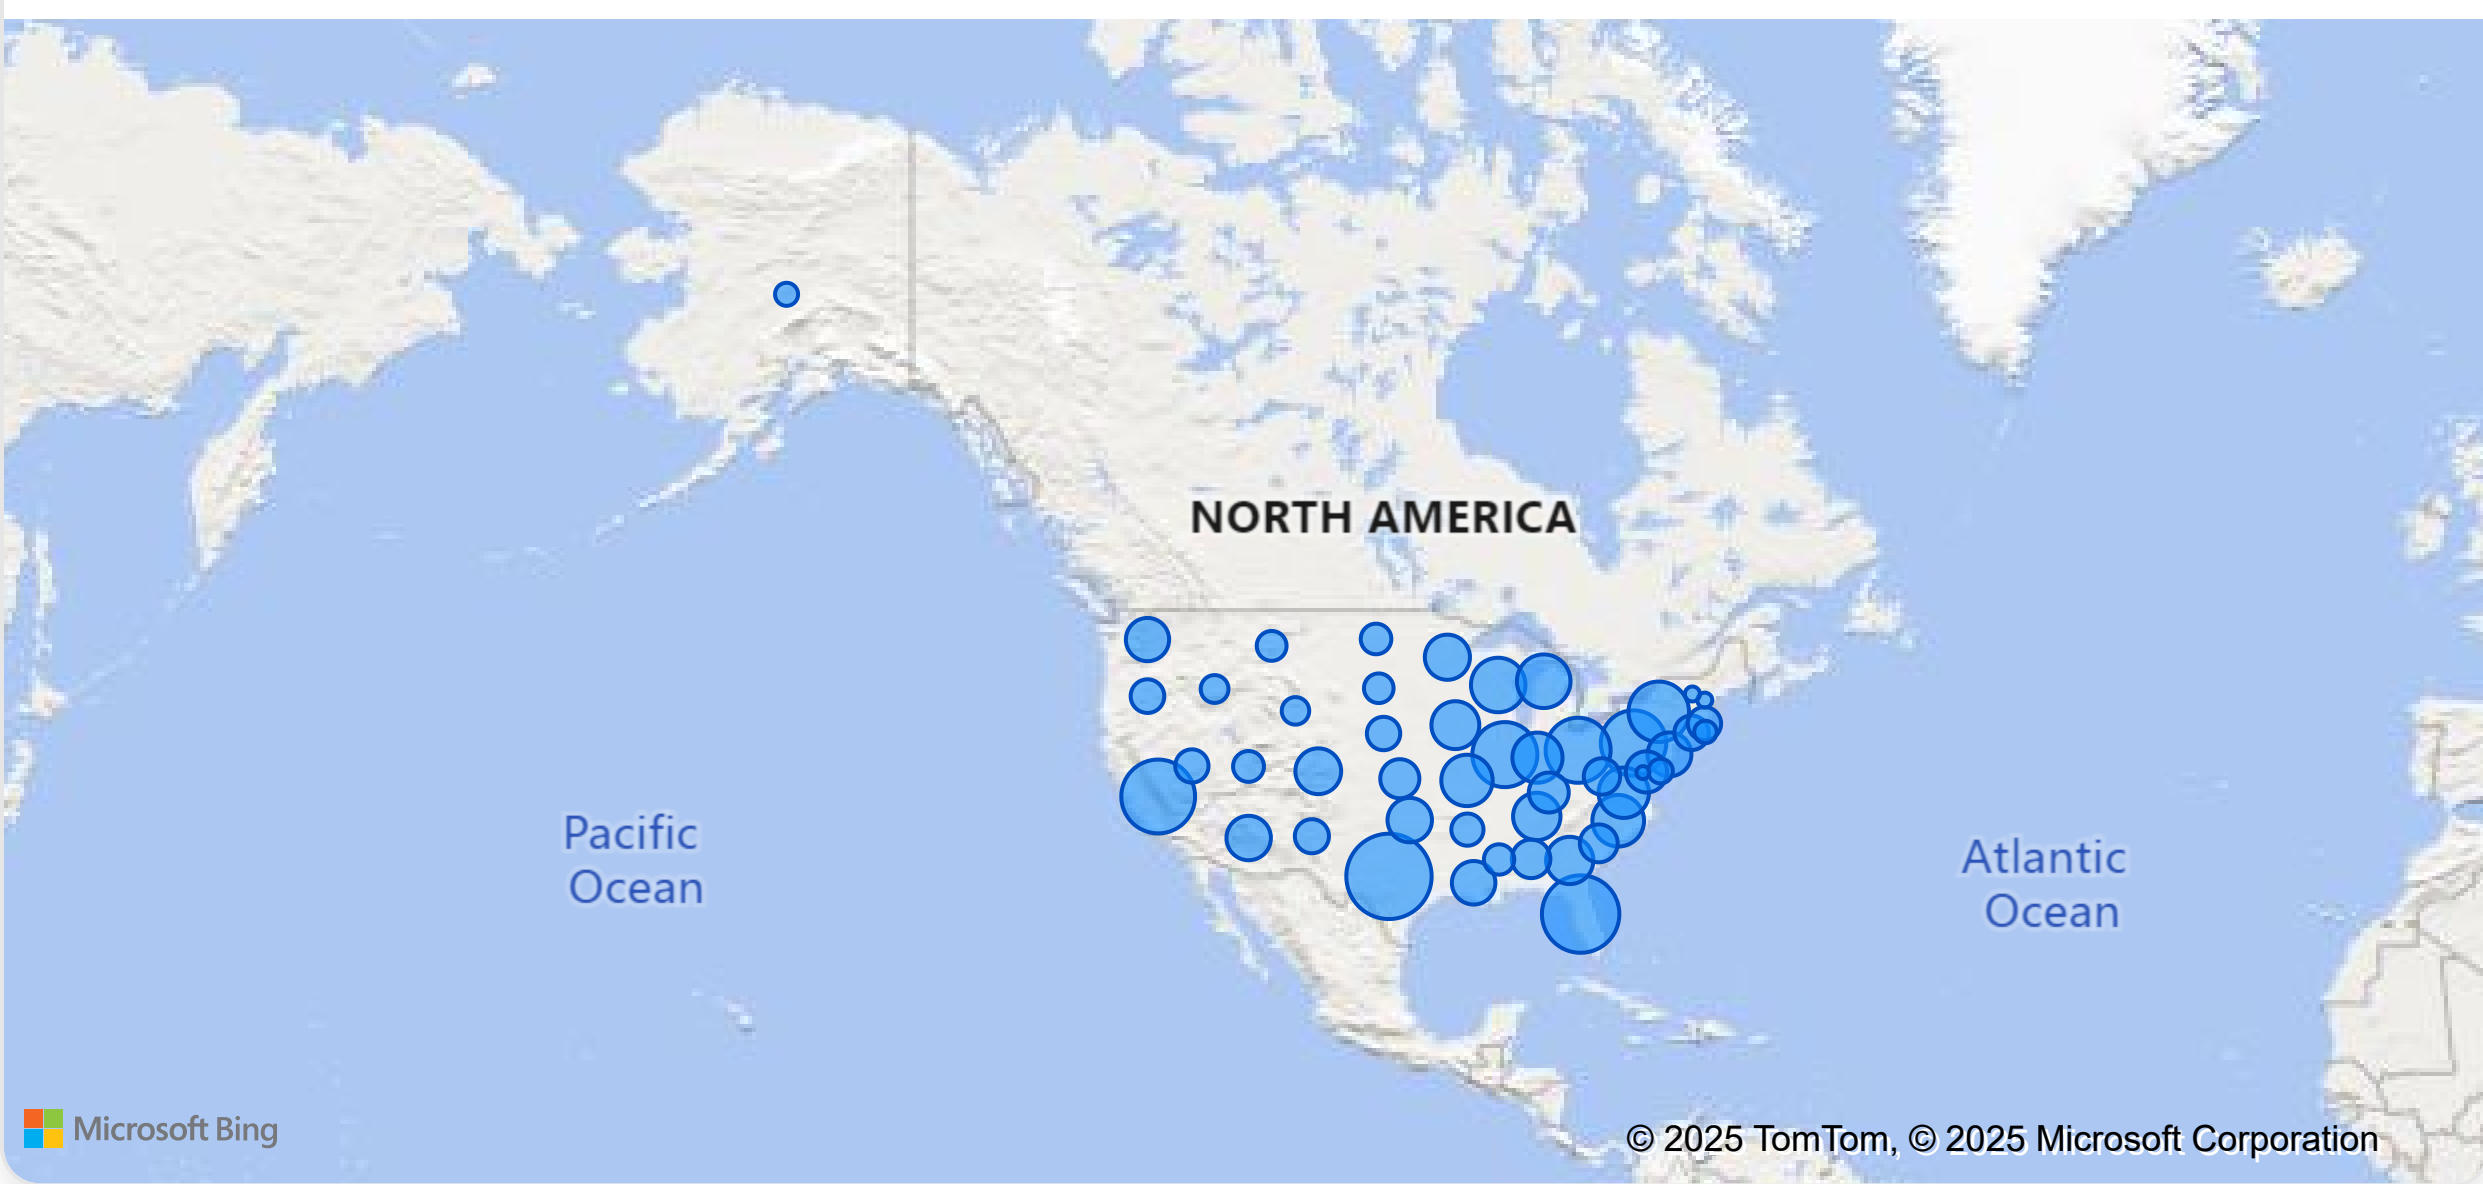 NORTH AMERICA
Pacific
Ocean
Atlantic
Ocean
Microsoft Bing
© 2025 TomTom, © 2025 Microsoft Corporation